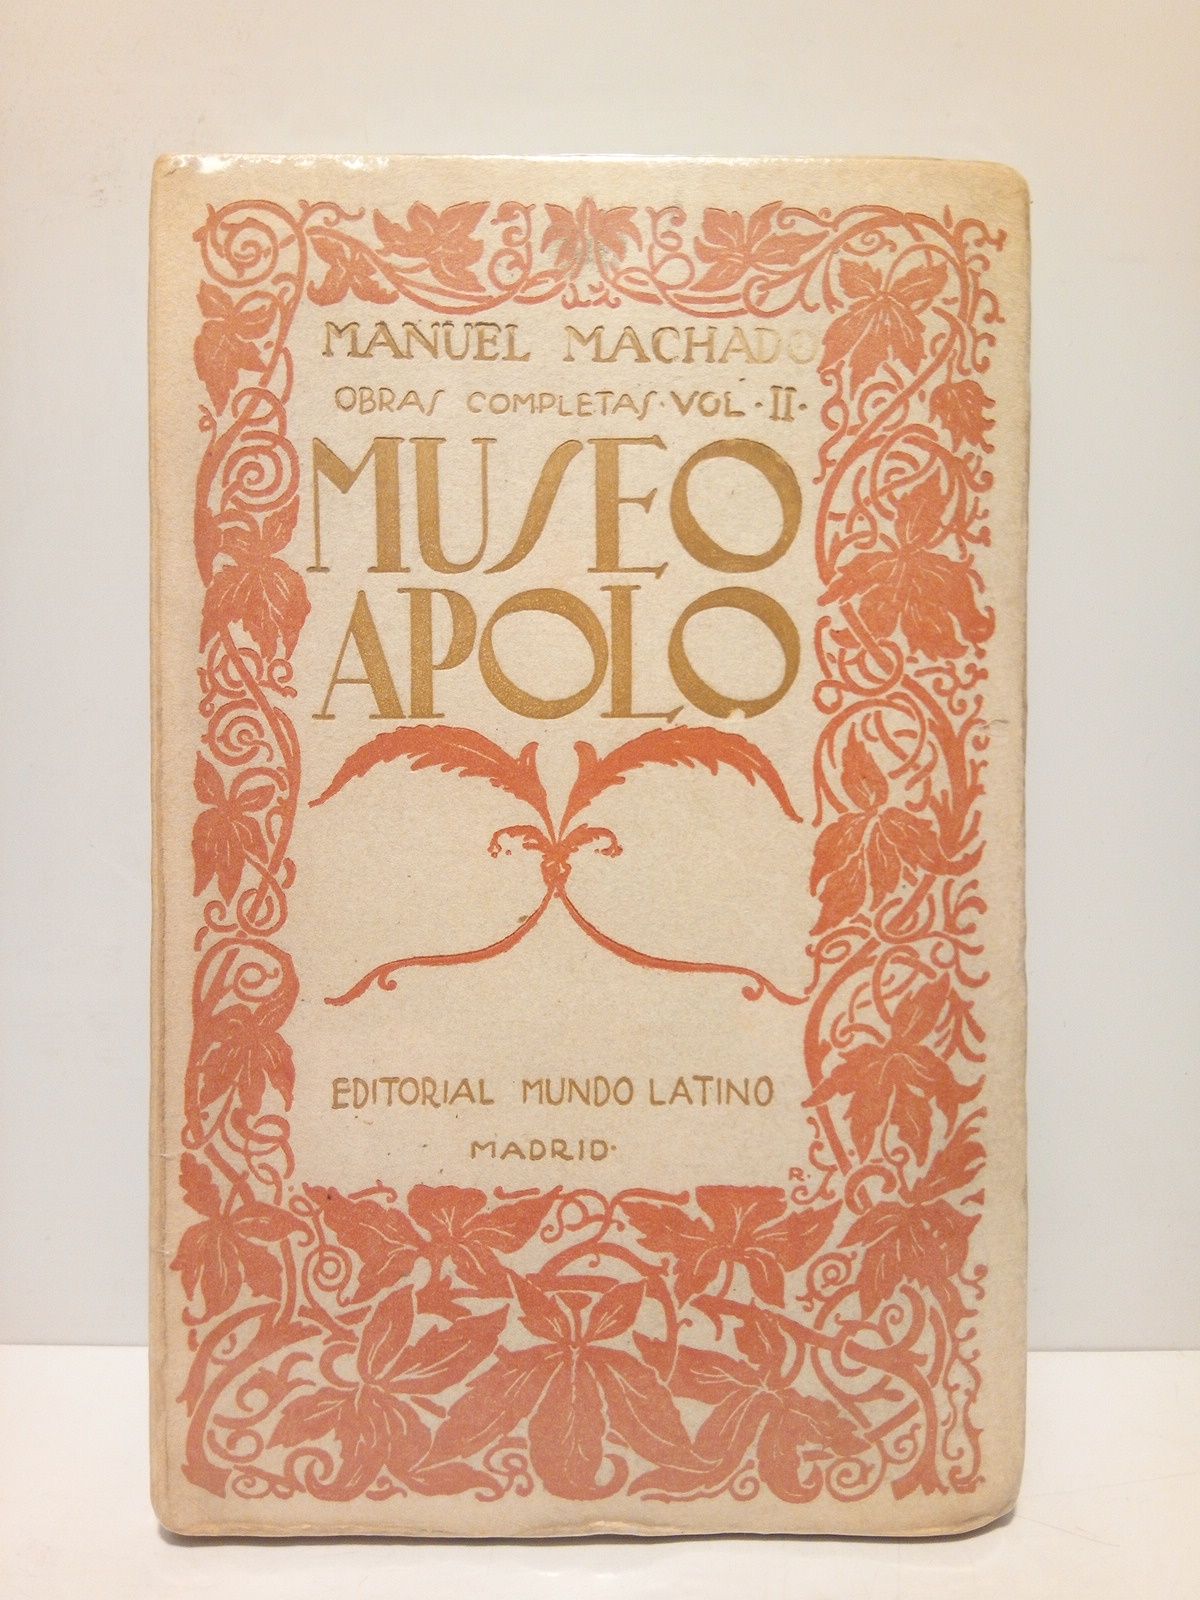 MANUEL MACHADO
OBRAS COMPLETAS · VOL · II ·
MUSEO
APOLO
EDITORIAL MUNDO LATINO
MADRID ·
R.